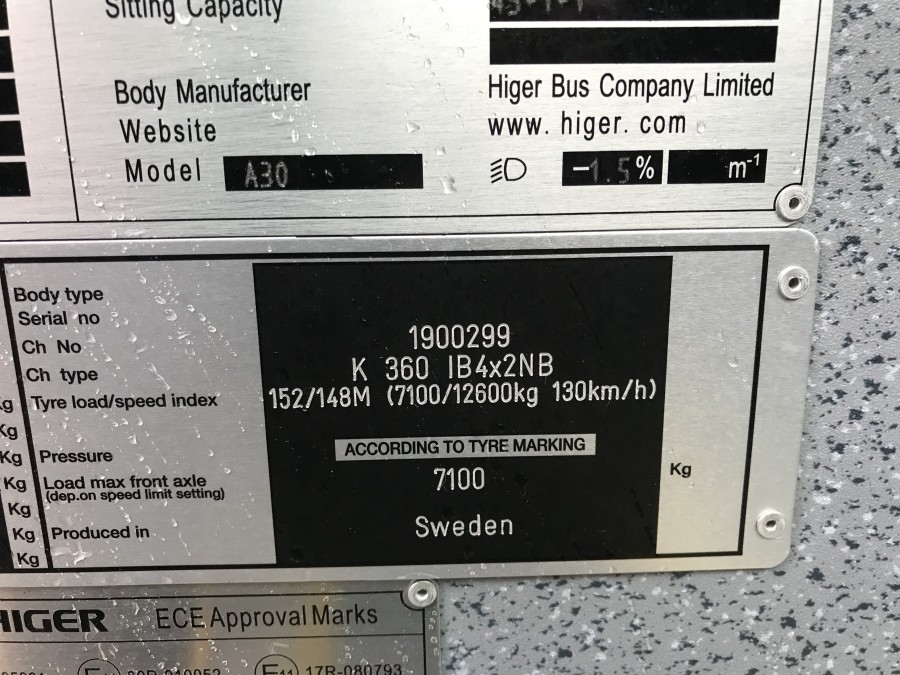 Sitting Capacity
Body Manufacturer Higer Bus Company Limited
Website www. higer. com
Model A30 -1.5% m-1
Body type
Serial no
Ch No 1900299
Ch type K 360 IB4x2NB
Kg Tyre load/speed index 152/148M (7100/12600kg 130km/h)
Kg
Kg Pressure ACCORDING TO TYRE MARKING
Kg Load max front axle 7100 Kg
(dep.on speed limit setting)
Kg
Kg Produced in Sweden
Kg
HIGER ECE Approval Marks
E11 17R-080793